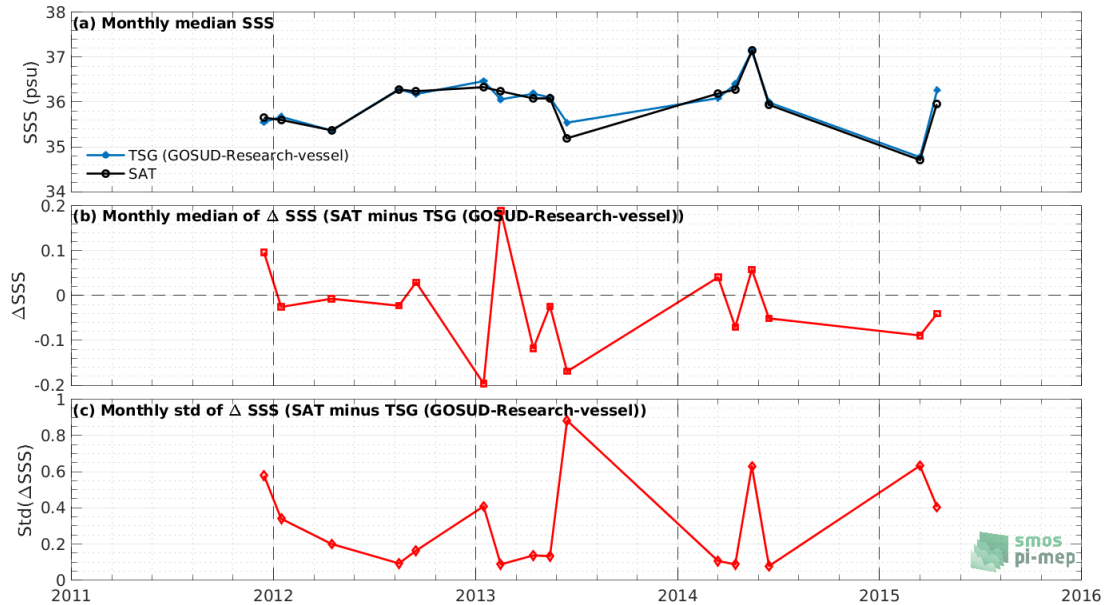 (a) Monthly median SSS
38
37
36
35
34
SSS (psu)
TSG (GOSUD-Research-vessel)
SAT
(b) Monthly median of Δ SSS (SAT minus TSG (GOSUD-Research-vessel))
0.2
0.1
0
-0.1
-0.2
ΔSSS
(c) Monthly std of Δ SSS (SAT minus TSG (GOSUD-Research-vessel))
1
0.8
0.6
0.4
0.2
0
Std(ΔSSS)
smos
pi-mep
2011 2012 2013 2014 2015 2016